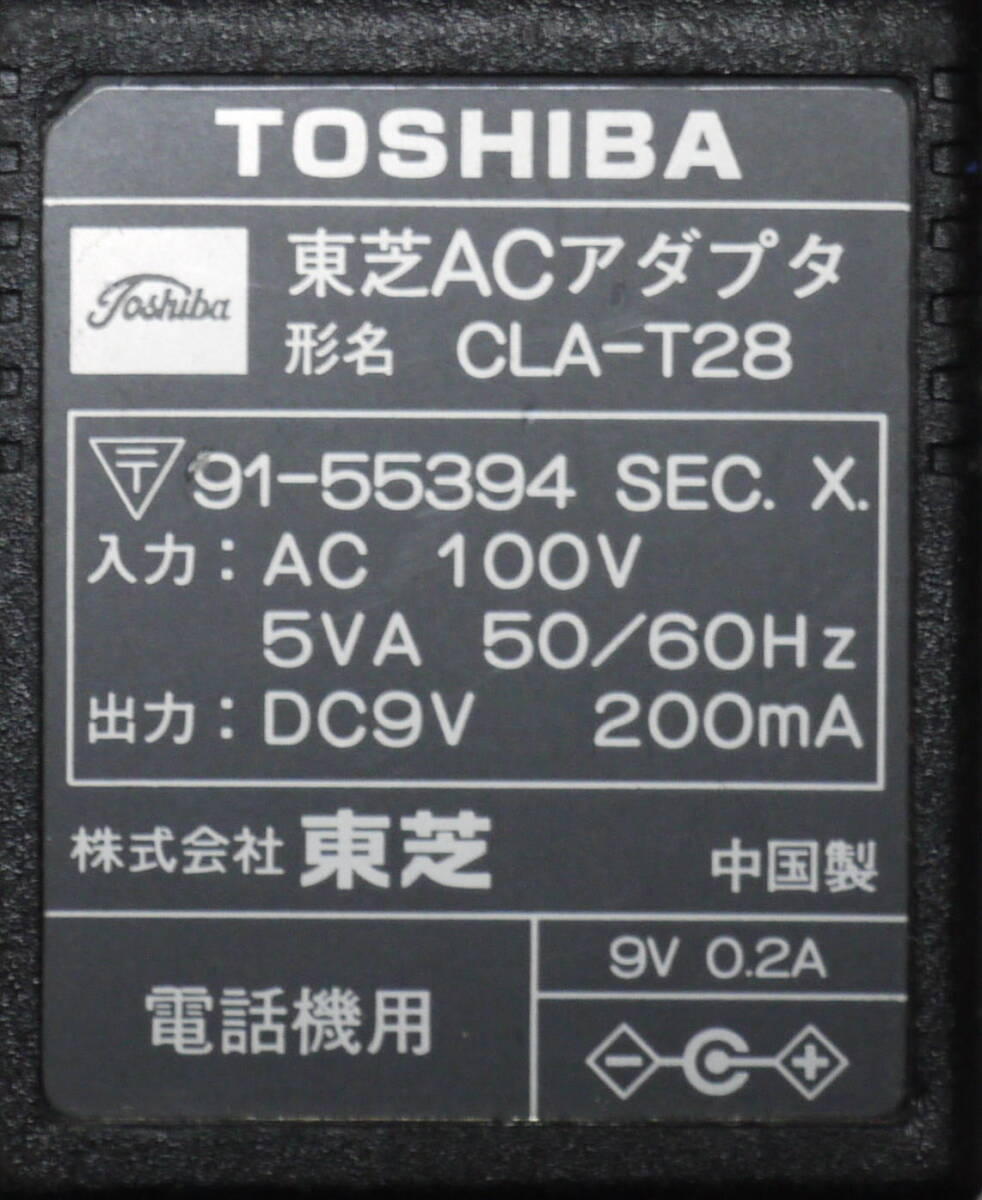 TOSHIBA
Toshiba
東芝ACアダプタ
形名 CLA-T28
〒 91-55394 SEC. X.
入力: AC 100V
5VA 50/60Hz
出力: DC9V 200mA
株式会社 東芝
中国製
電話機用
9V 0.2A
− +